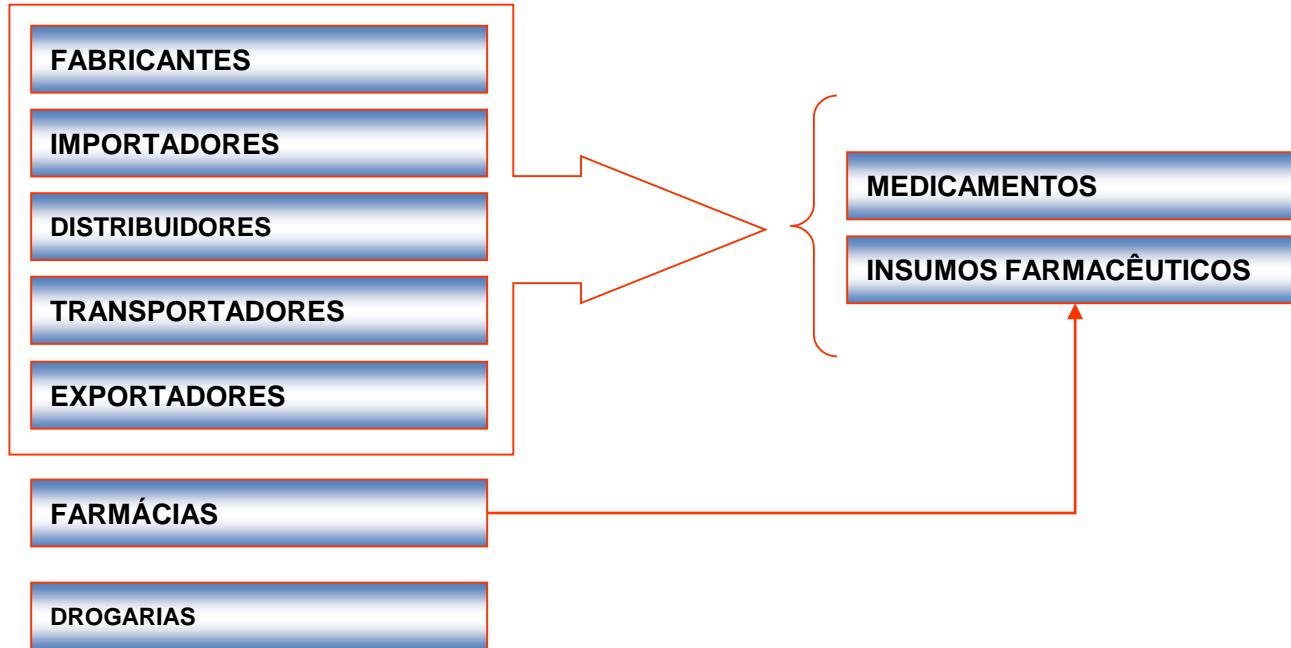 FABRICANTES
IMPORTADORES
DISTRIBUIDORES
TRANSPORTADORES
EXPORTADORES
FARMÁCIAS
DROGARIAS
MEDICAMENTOS
INSUMOS FARMACÊUTICOS